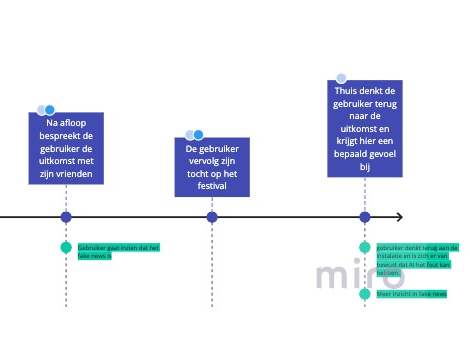 Na afloop
bespreekt de
gebruiker de
uitkomst met
zijn vrienden
De gebruiker
vervolg zijn
tocht op het
festival
Thuis denkt de
gebruiker terug
naar de
uitkomst en
krijgt hier een
bepaald gevoel
bij
Gebruiker gaat inzien dat het
fake news is
gebruiker denkt terug aan de
instalatie en is zich er van
bewust dat AI het fout kan
hebben.
Meer inzicht in fake news
miro